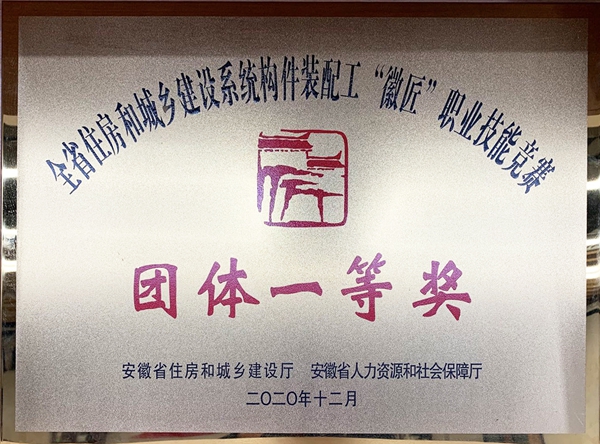 全省住房和城乡建设系统构件装配工“徽匠”职业技能竞赛
团体一等奖
安徽省住房和城乡建设厅 安徽省人力资源和社会保障厅
二〇二〇年十二月